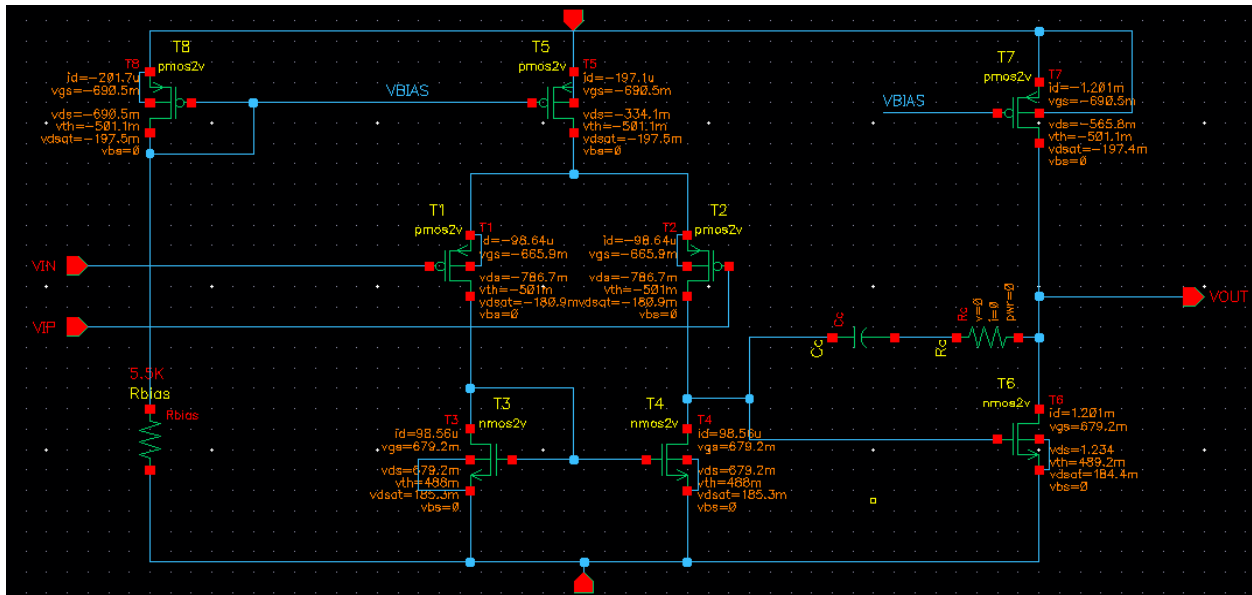 T8
T8
pmos2v
id=-201.7u
vgs=-690.5m
vds=-690.5m
vth=-501.1m
vdsat=-197.5m
vbs=0
VBIAS
T5
T5
pmos2v
id=-197.1u
vgs=-690.5m
vds=-334.1m
vth=-501.1m
vdsat=-197.5m
vbs=0
VBIAS
T7
T7
pmos2v
id=-1.201m
vgs=-690.5m
vds=-565.8m
vth=-501.1m
vdsat=-197.4m
vbs=0
T1
T1
pmos2v
id=-98.64u
vgs=-665.9m
vds=-786.7m
vth=-501m
vdsat=-180.9m
vbs=0
T2
T2
pmos2v
id=-98.64u
vgs=-665.9m
vds=-786.7m
vth=-501m
vdsat=-180.9m
vbs=0
VIN
VIP
VOUT
Cc
Cc
Rc
Rc
v=0
i=0
pwr=0
5.5K
Rbias
Rbias
T3
T3
nmos2v
id=98.56u
vgs=679.2m
vds=679.2m
vth=488m
vdsat=185.3m
vbs=0
T4
T4
nmos2v
id=98.56u
vgs=679.2m
vds=679.2m
vth=488m
vdsat=185.3m
vbs=0
T6
T6
nmos2v
id=1.201m
vgs=679.2m
vds=1.234
vth=489.2m
vdsat=184.4m
vbs=0